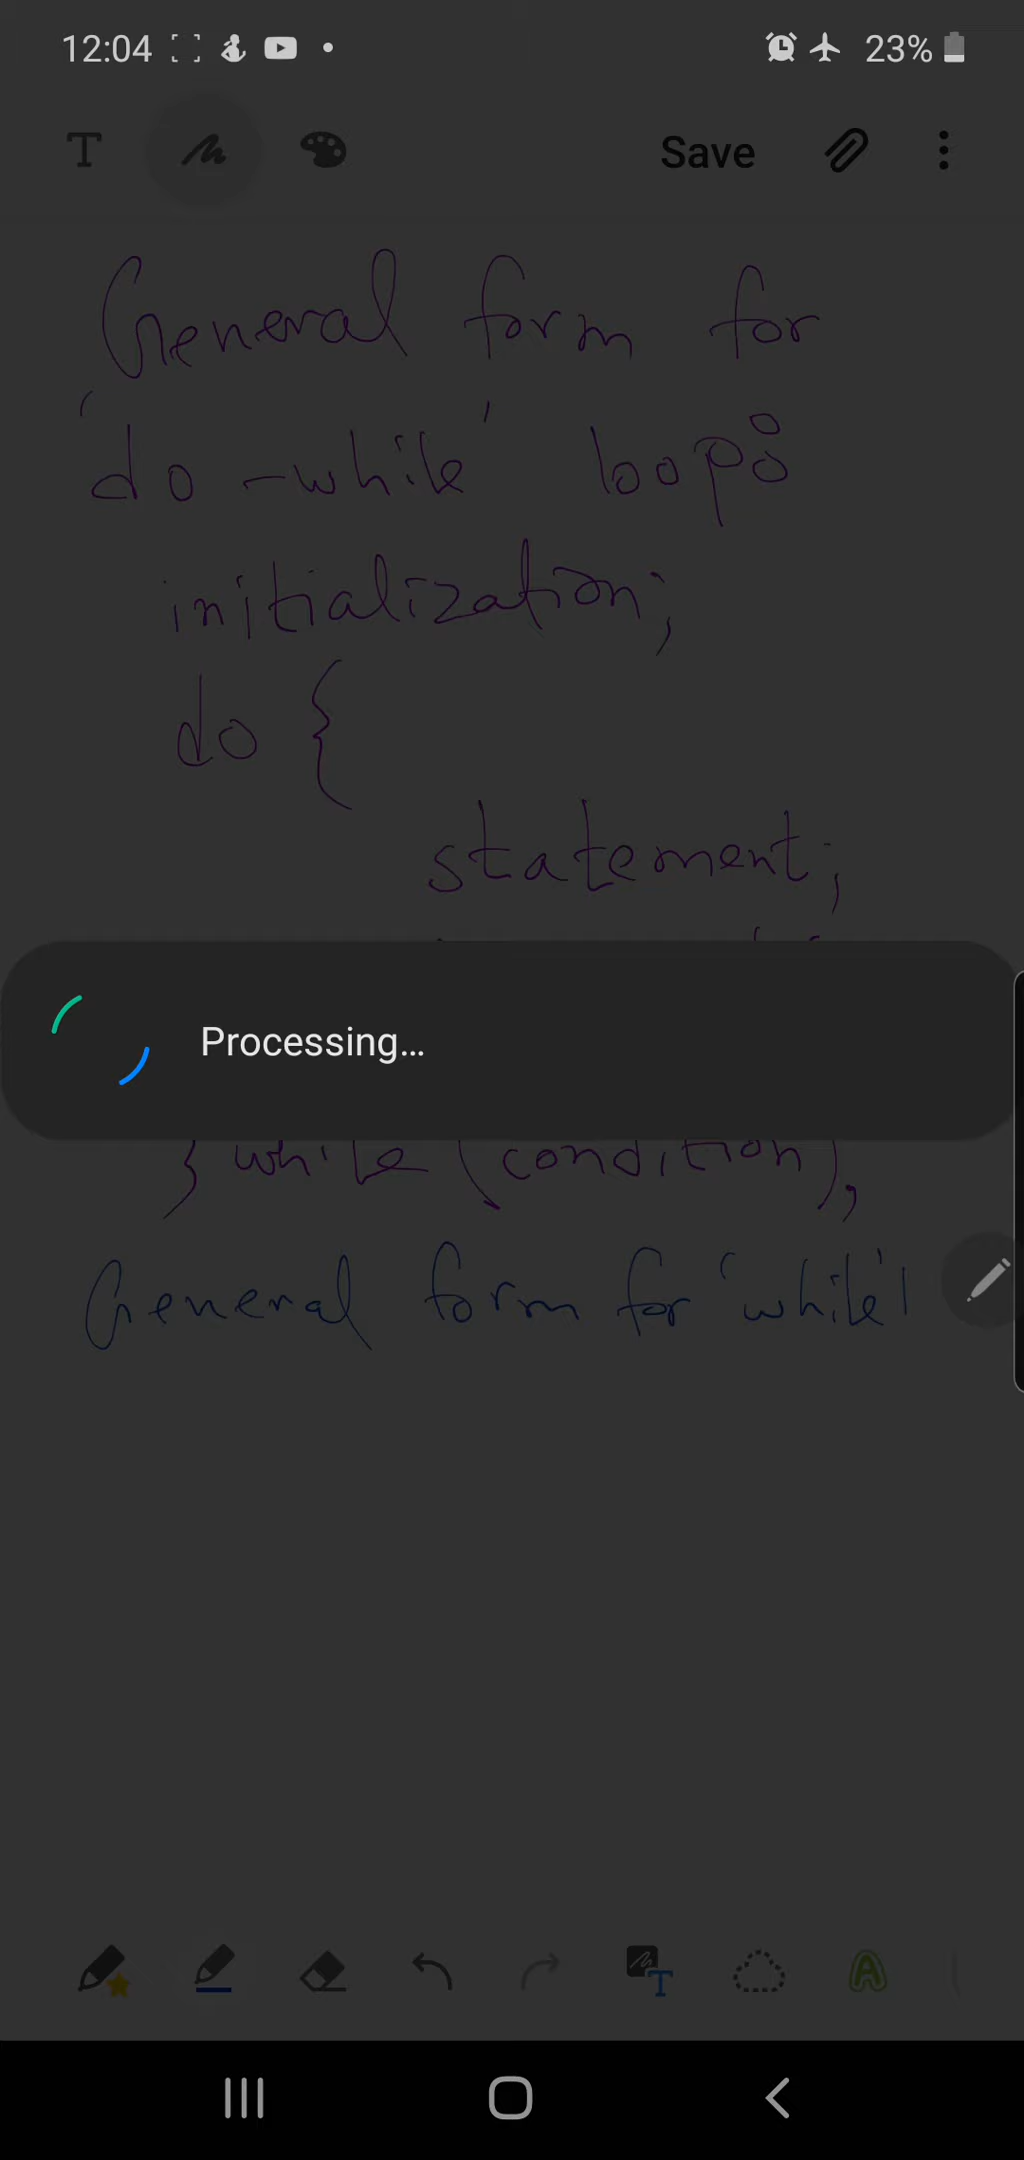 12:04 23%
T Save
General form for
'do-while' loops
initialization;
do {
statement;
Processing...
} while (condition);
General form for 'while' l
T A